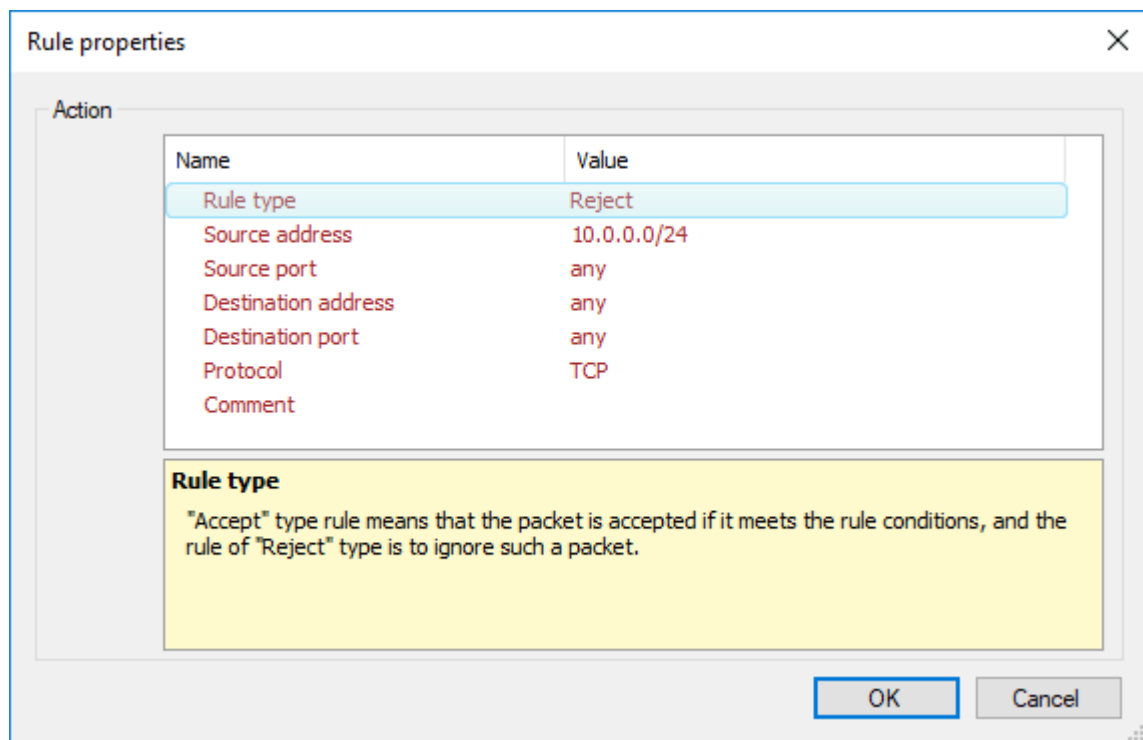 Rule properties
Action
Name Value
Rule type Reject
Source address 10.0.0.0/24
Source port any
Destination address any
Destination port any
Protocol TCP
Comment
Rule type
"Accept" type rule means that the packet is accepted if it meets the rule conditions, and the
rule of "Reject" type is to ignore such a packet.
OK Cancel